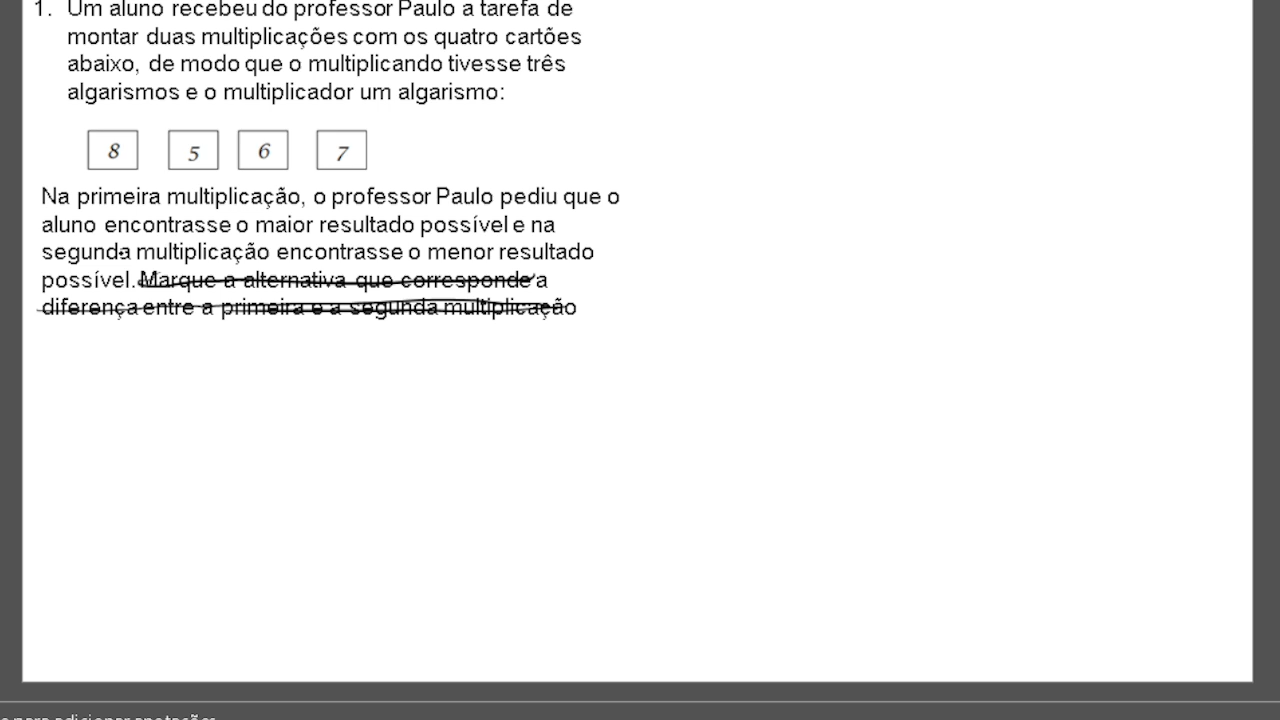 1. Um aluno recebeu do professor Paulo a tarefa de
montar duas multiplicações com os quatro cartões
abaixo, de modo que o multiplicando tivesse três
algarismos e o multiplicador um algarismo:
8 5 6 7
Na primeira multiplicação, o professor Paulo pediu que o
aluno encontrasse o maior resultado possível e na
segunda multiplicação encontrasse o menor resultado
possível. Marque a alternativa que corresponde a
diferença entre a primeira e a segunda multiplicação
para adicionar anotações